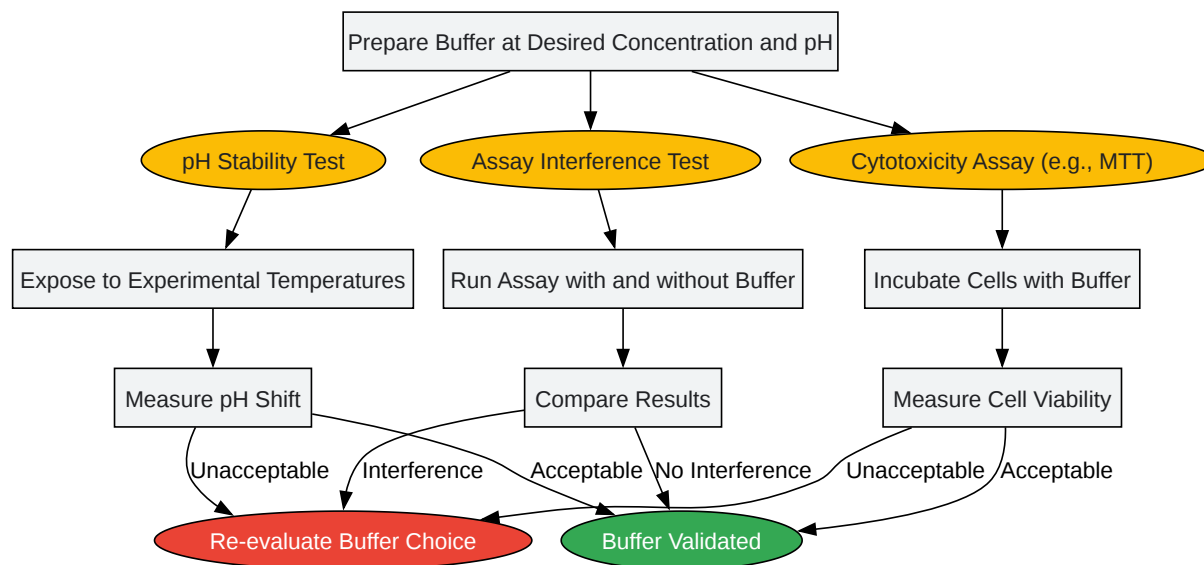 Prepare Buffer at Desired Concentration and pH
pH Stability Test
Assay Interference Test
Cytotoxicity Assay (e.g., MTT)
Expose to Experimental Temperatures
Run Assay with and without Buffer
Incubate Cells with Buffer
Measure pH Shift
Compare Results
Measure Cell Viability
Unacceptable
Interference
Acceptable
No Interference
Unacceptable
Acceptable
Re-evaluate Buffer Choice
Buffer Validated